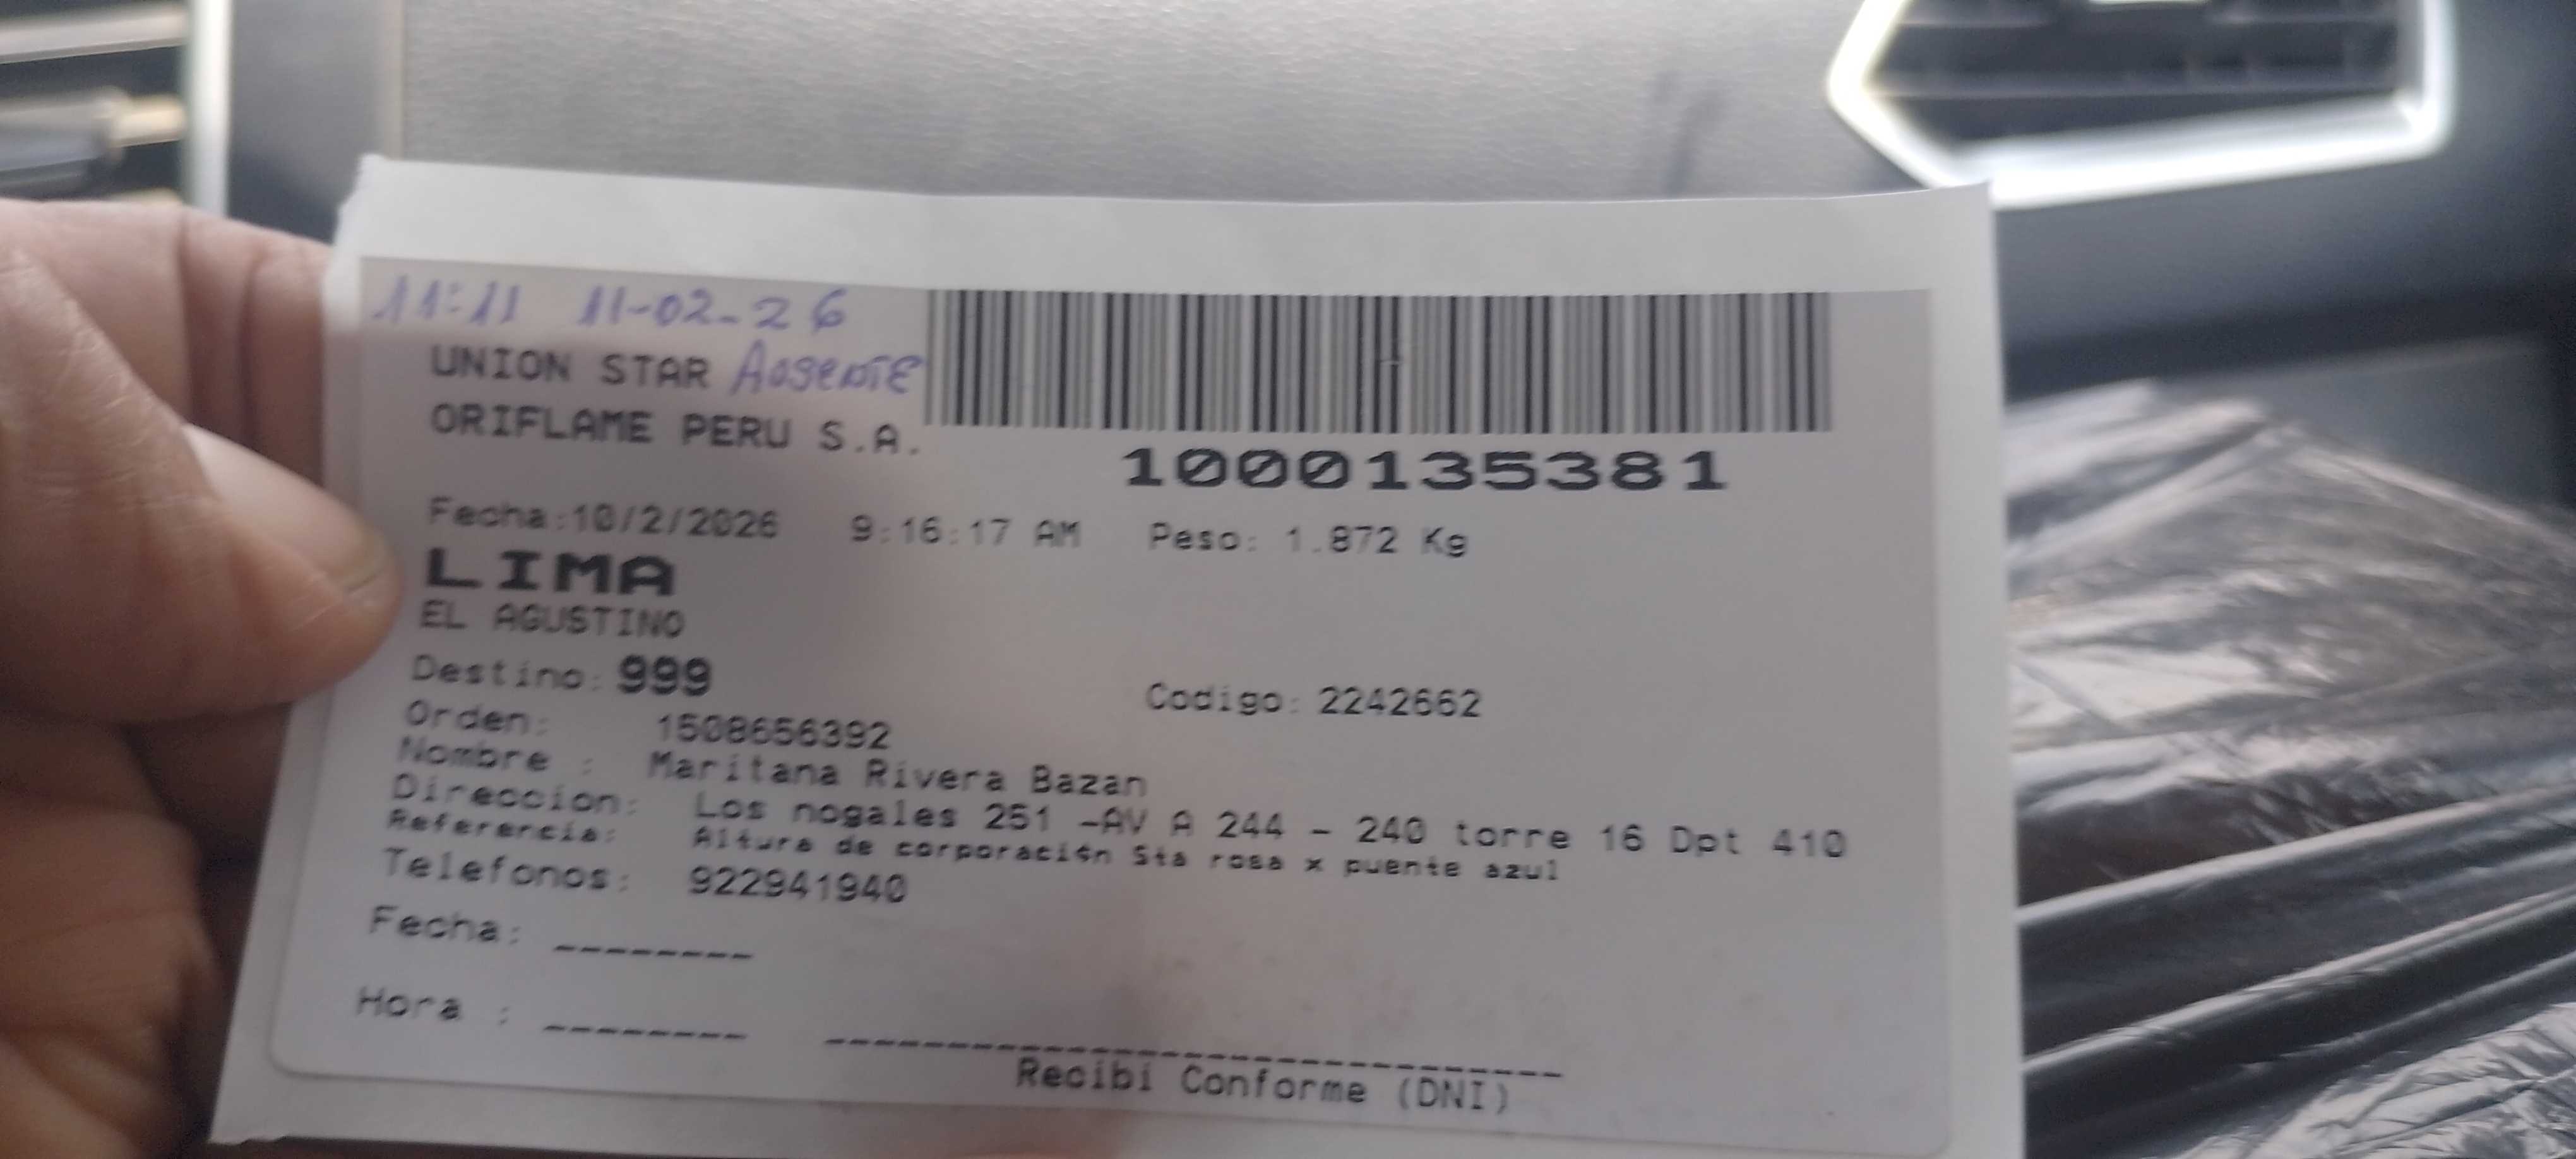 11:11 11-02-26
UNION STAR Ausente
ORIFLAME PERU S.A.
1000135381
Fecha:10/2/2026 9:16:17 AM Peso: 1.872 Kg
LIMA
EL AGUSTINO
Destino: 999 Codigo: 2242662
Orden: 1508656392
Nombre : Maritana Rivera Bazan
Direccion: Los nogales 251 -AV A 244 - 240 torre 16 Dpt 410
Referencia: Altura de corporación Sta rosa x puente azul
Telefonos: 922941940
Fecha: --------
Hora : --------
Recibi Conforme (DNI)